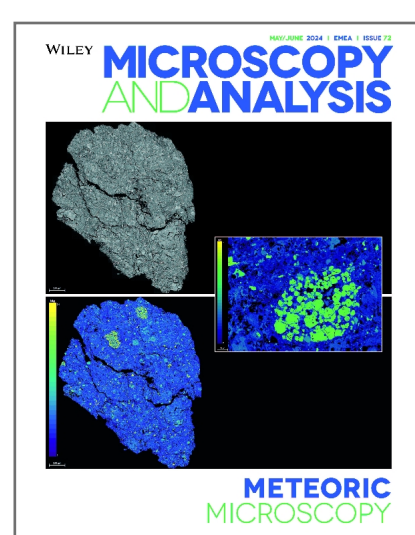 MAY/JUNE 2024 | EMEA | ISSUE 72
WILEY
MICROSCOPY
ANDANALYSIS
METEORIC
MICROSCOPY